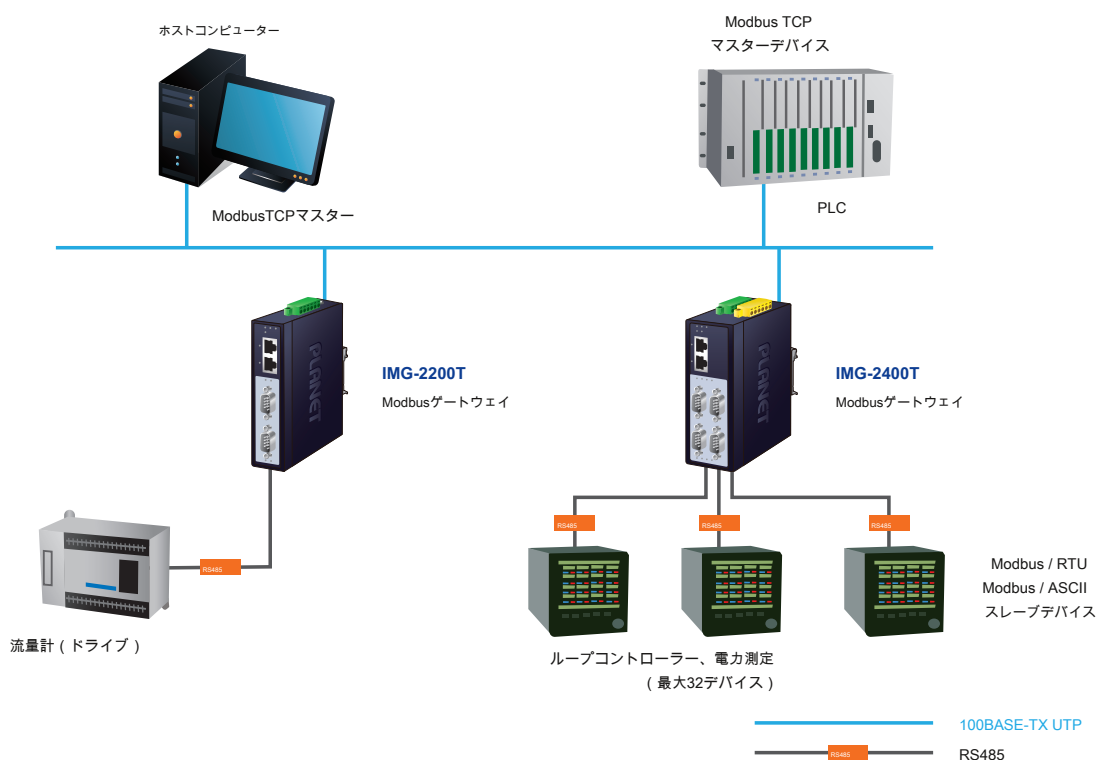 ホストコンピューター
Modbus TCP
マスターデバイス
ModbusTCPマスター
PLC
PLANET
IMG-2200T
Modbusゲートウェイ
PLANET
IMG-2400T
Modbusゲートウェイ
RS485
RS485
RS485
RS485
Modbus / RTU
Modbus / ASCII
スレーブデバイス
流量計（ドライブ）
ループコントローラー、電力測定
（最大32デバイス）
100BASE-TX UTP
RS485
RS485